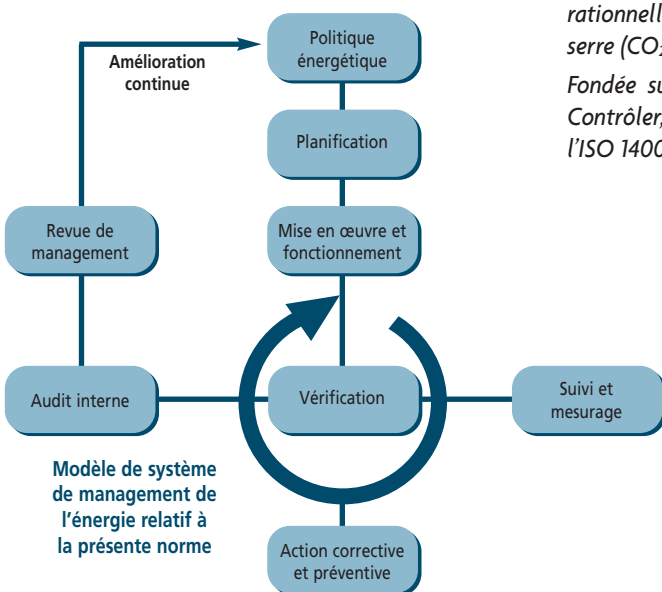 Politique
énergétique
Amélioration
continue
Planification
Revue de
management
Mise en œuvre et
fonctionnement
Audit interne
Vérification
Suivi et
mesurage
Modèle de système
de management de
l'énergie relatif à
la présente norme
Action corrective
et préventive
rationnell
serre (CO₂
Fondée su
Contrôler,
l'ISO 1400